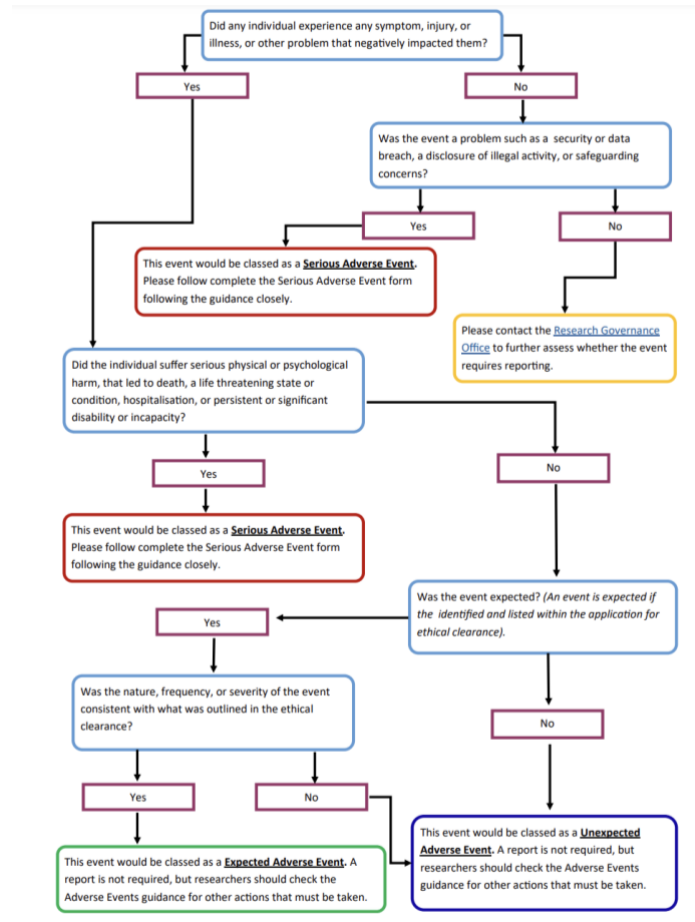 Did any individual experience any symptom, injury, or
illness, or other problem that negatively impacted them?
Yes
No
Was the event a problem such as a security or data
breach, a disclosure of illegal activity, or safeguarding
concerns?
Yes
No
This event would be classed as a Serious Adverse Event.
Please follow complete the Serious Adverse Event form
following the guidance closely.
Please contact the Research Governance
Office to further assess whether the event
requires reporting.
Did the individual suffer serious physical or psychological
harm, that led to death, a life threatening state or
condition, hospitalisation, or persistent or significant
disability or incapacity?
Yes
No
This event would be classed as a Serious Adverse Event.
Please follow complete the Serious Adverse Event form
following the guidance closely.
Was the event expected? (An event is expected if
the identified and listed within the application for
ethical clearance).
Yes
Was the nature, frequency, or severity of the event
consistent with what was outlined in the ethical
clearance?
No
Yes
No
This event would be classed as a Unexpected
Adverse Event. A report is not required, but
researchers should check the Adverse Events
guidance for other actions that must be taken.
This event would be classed as a Expected Adverse Event. A
report is not required, but researchers should check the
Adverse Events guidance for other actions that must be taken.